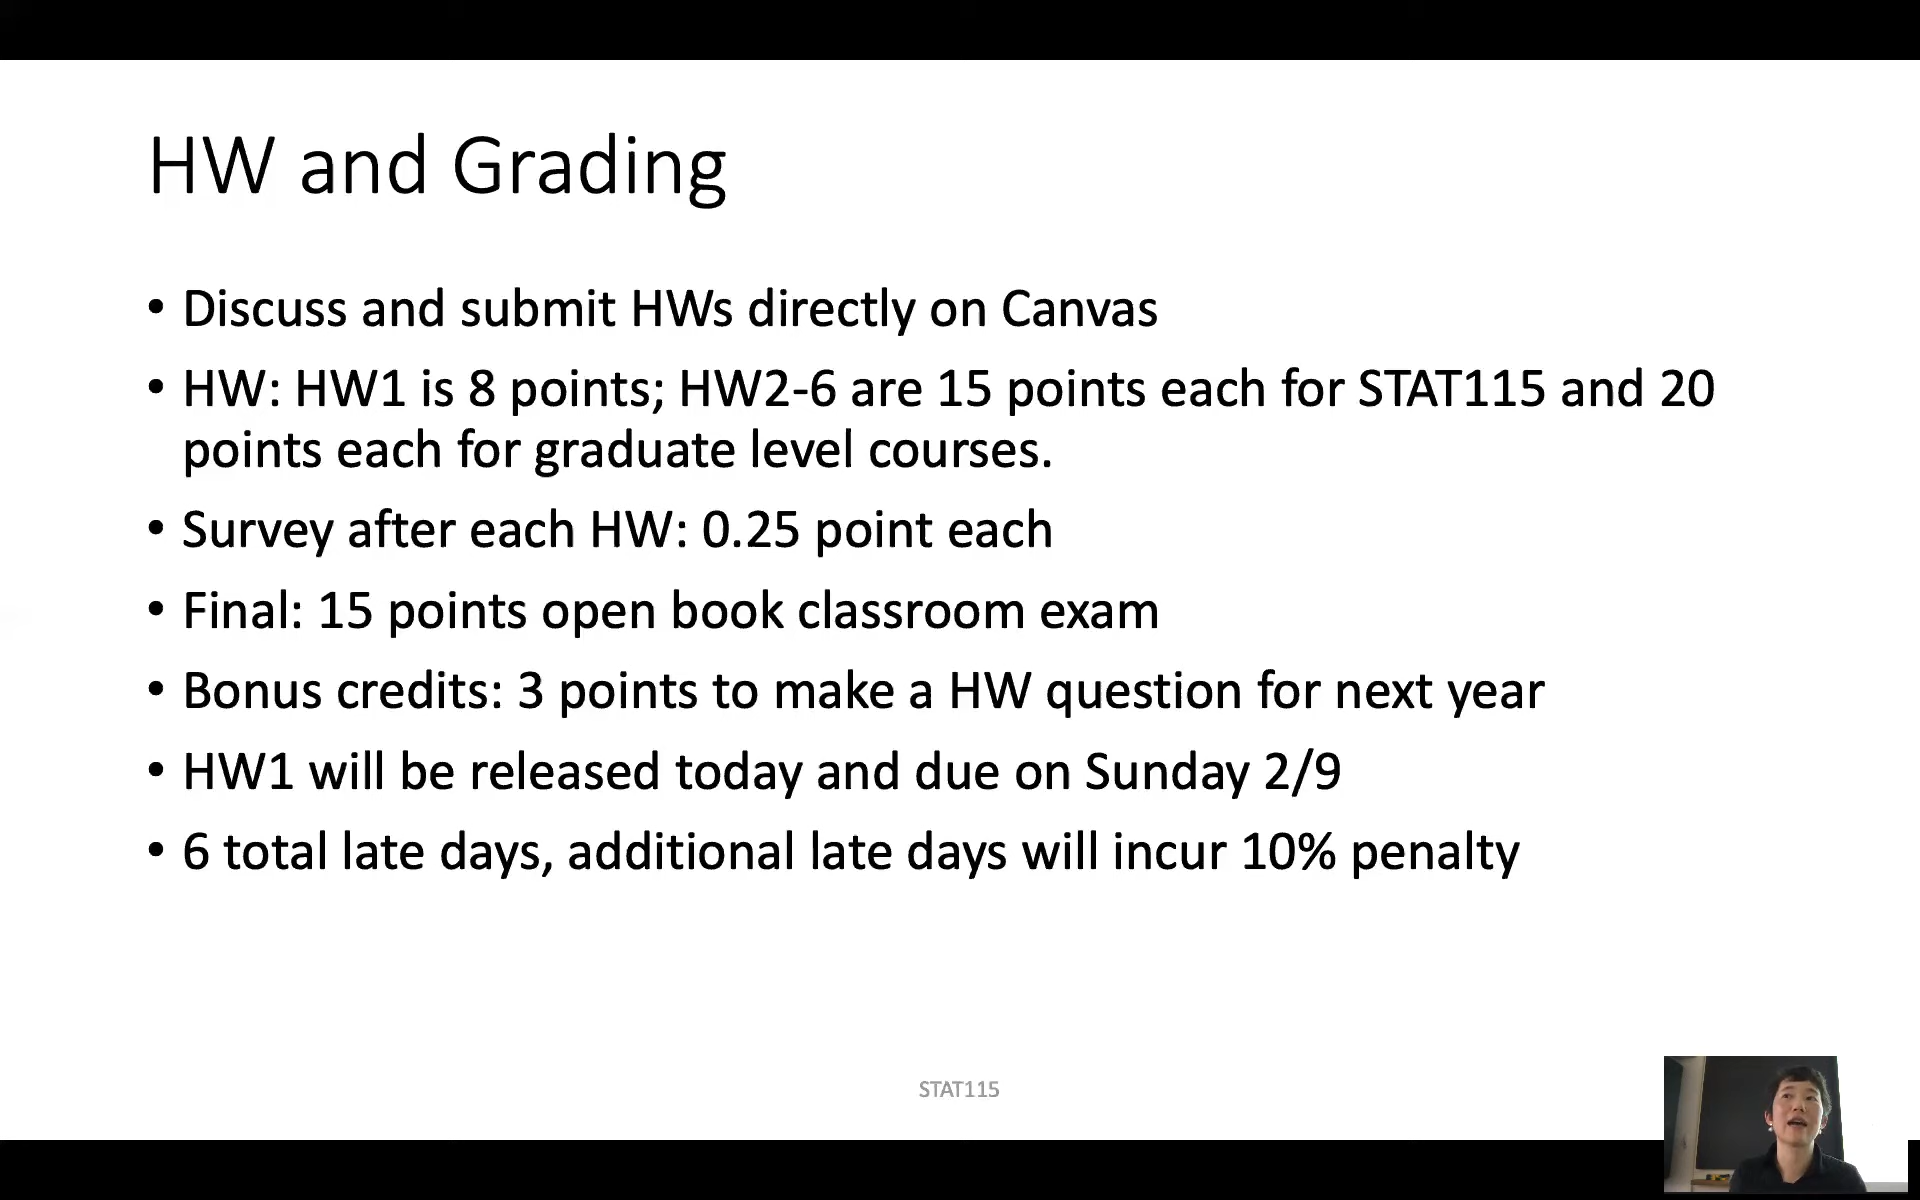 HW and Grading
• Discuss and submit HWs directly on Canvas
• HW: HW1 is 8 points; HW2-6 are 15 points each for STAT115 and 20
points each for graduate level courses.
• Survey after each HW: 0.25 point each
• Final: 15 points open book classroom exam
• Bonus credits: 3 points to make a HW question for next year
• HW1 will be released today and due on Sunday 2/9
• 6 total late days, additional late days will incur 10% penalty
STAT115